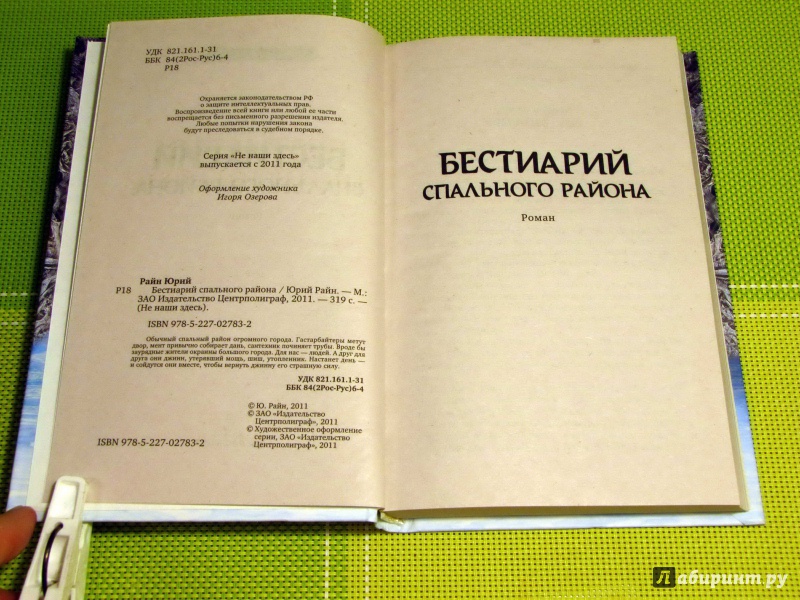 УДК 821.161.1-31
ББК 84(2Рос-Рус)6-4
Р18
Охраняется законодательством РФ
о защите интеллектуальных прав.
Воспроизведение всей книги или любой ее части
воспрещается без письменного разрешения издателя.
Любые попытки нарушения закона
будут преследоваться в судебном порядке.
Серия «Не наши здесь»
выпускается с 2011 года
Оформление художника
Игоря Озерова
Райн Юрий
Р18 Бестиарий спального района / Юрий Райн. — М.:
ЗАО Издательство Центрполиграф, 2011. — 319 с. —
(Не наши здесь).
ISBN 978-5-227-02783-2
Обычный спальный район огромного города. Гастарбайтеры метут
двор, мент привычно собирает дань, сантехник починяет трубы. Вроде бы
заурядные жители окраины большого города. Для нас — людей. А друг для
друга они джинн, утерявший мощь, шиш, утопленник. Настанет день —
и сойдутся они вместе, чтобы вернуть джинну его страшную силу.
УДК 821.161.1-31
ББК 84(2Рос-Рус)6-4
© Ю. Райн, 2011
© ЗАО «Издательство
Центрполиграф», 2011
© Художественное оформление
серии, ЗАО «Издательство
Центрполиграф», 2011
ISBN 978-5-227-02783-2
БЕСТИАРИЙ
СПАЛЬНОГО РАЙОНА
Роман
Лабиринт.ру